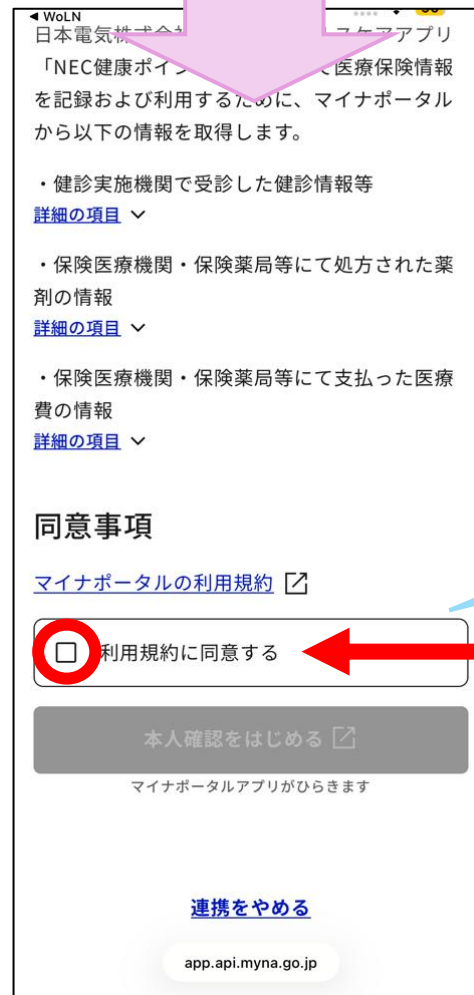 ◀ WoLN
日本電気株式会 スケアアプリ
「NEC健康ポイン て医療保険情報
を記録および利用するために、マイナポータル
から以下の情報を取得します。
・健診実施機関で受診した健診情報等
詳細の項目
・保険医療機関・保険薬局等にて処方された薬
剤の情報
詳細の項目
・保険医療機関・保険薬局等にて支払った医療
費の情報
詳細の項目
同意事項
マイナポータルの利用規約
利用規約に同意する
本人確認をはじめる
マイナポータルアプリがひらきます
連携をやめる
app.api.myna.go.jp